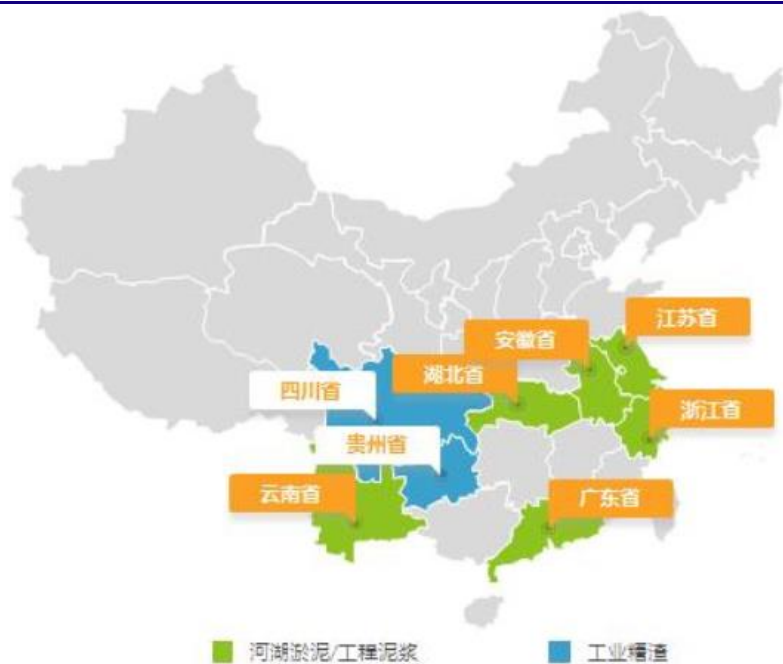 江苏省
安徽省
湖北省
四川省
浙江省
贵州省
云南省
广东省
河湖淤泥/工程泥浆
工业糟渣